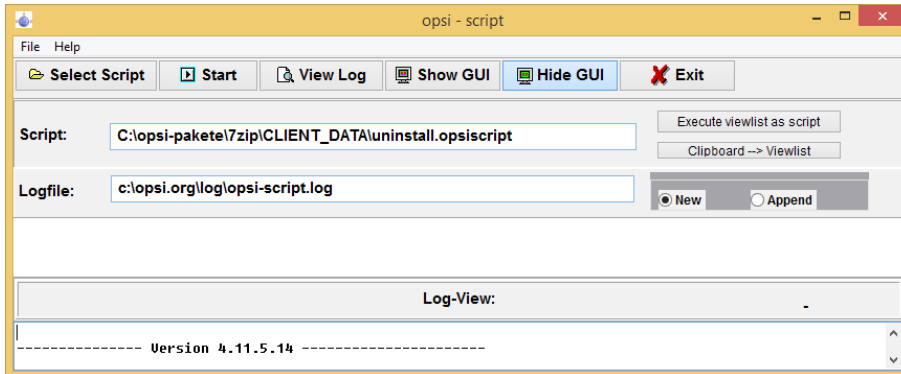 opsi - script
File Help
Select Script Start View Log Show GUI Hide GUI Exit
Execute viewlist as script
Script: C:\opsi-pakete\7zip\CLIENT_DATA\uninstall.opsiscript
Clipboard --> Viewlist
Logfile: c:\opsi.org\log\opsi-script.log
New Append
Log-View: -
--------------- Version 4.11.5.14 ----------------------